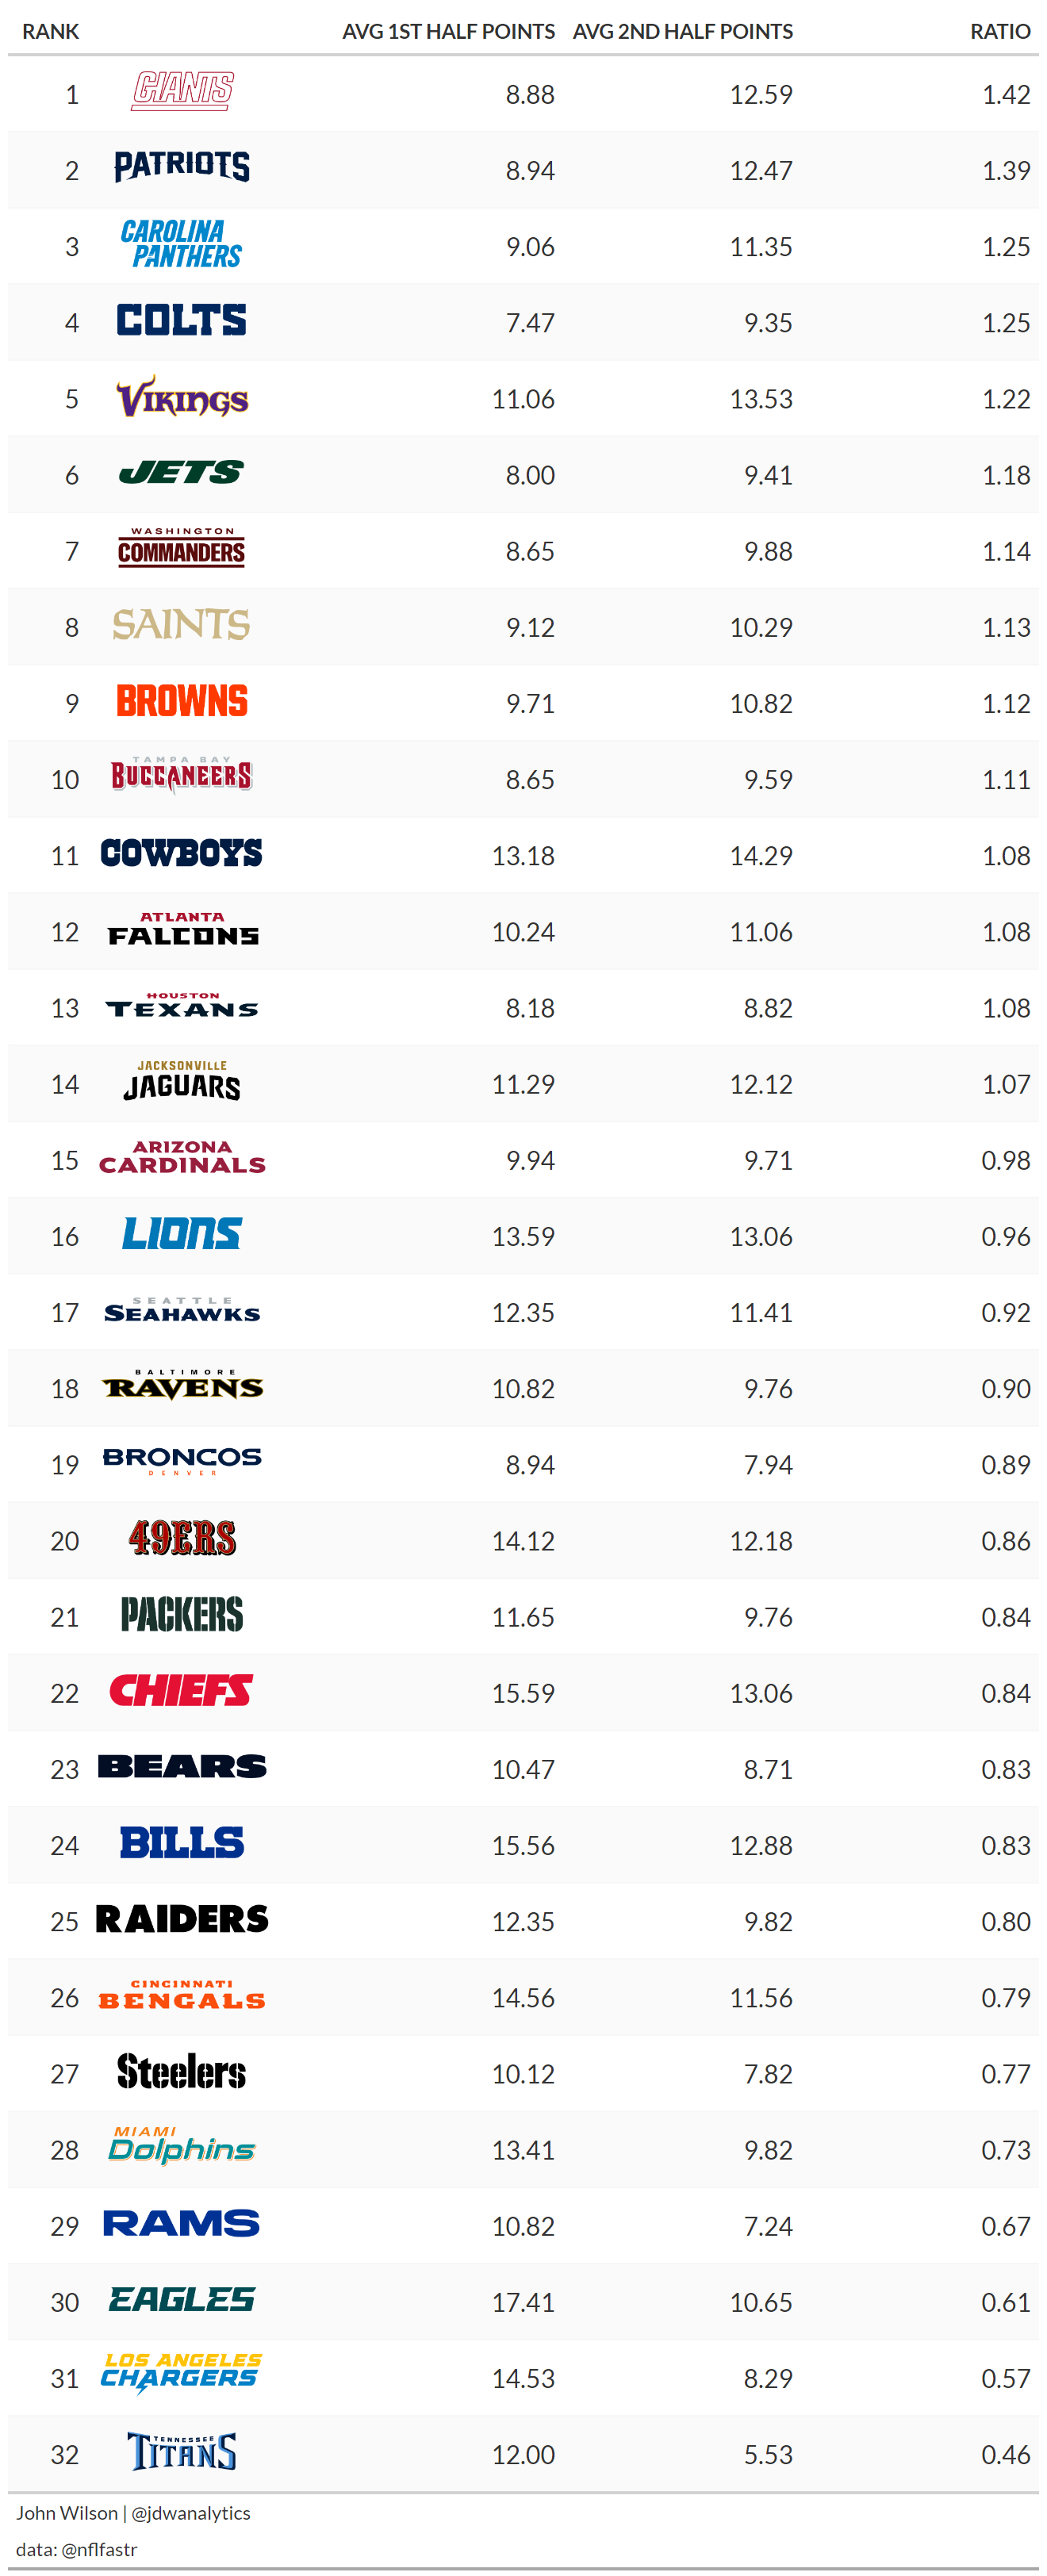 RANK AVG 1ST HALF POINTS AVG 2ND HALF POINTS RATIO
1 GIANTS 8.88 12.59 1.42
2 PATRIOTS 8.94 12.47 1.39
3 CAROLINA PANTHERS 9.06 11.35 1.25
4 COLTS 7.47 9.35 1.25
5 VIKINGS 11.06 13.53 1.22
6 JETS 8.00 9.41 1.18
7 WASHINGTON COMMANDERS 8.65 9.88 1.14
8 SAINTS 9.12 10.29 1.13
9 BROWNS 9.71 10.82 1.12
10 TAMPA BAY BUCCANEERS 8.65 9.59 1.11
11 COWBOYS 13.18 14.29 1.08
12 ATLANTA FALCONS 10.24 11.06 1.08
13 HOUSTON TEXANS 8.18 8.82 1.08
14 JACKSONVILLE JAGUARS 11.29 12.12 1.07
15 ARIZONA CARDINALS 9.94 9.71 0.98
16 LIONS 13.59 13.06 0.96
17 SEATTLE SEAHAWKS 12.35 11.41 0.92
18 BALTIMORE RAVENS 10.82 9.76 0.90
19 BRONCOS DENVER 8.94 7.94 0.89
20 49ERS 14.12 12.18 0.86
21 PACKERS 11.65 9.76 0.84
22 CHIEFS 15.59 13.06 0.84
23 BEARS 10.47 8.71 0.83
24 BILLS 15.56 12.88 0.83
25 RAIDERS 12.35 9.82 0.80
26 CINCINNATI BENGALS 14.56 11.56 0.79
27 Steelers 10.12 7.82 0.77
28 MIAMI Dolphins 13.41 9.82 0.73
29 RAMS 10.82 7.24 0.67
30 EAGLES 17.41 10.65 0.61
31 LOS ANGELES CHARGERS 14.53 8.29 0.57
32 TENNESSEE TITANS 12.00 5.53 0.46
John Wilson | @jdwanalytics
data: @nflfastr